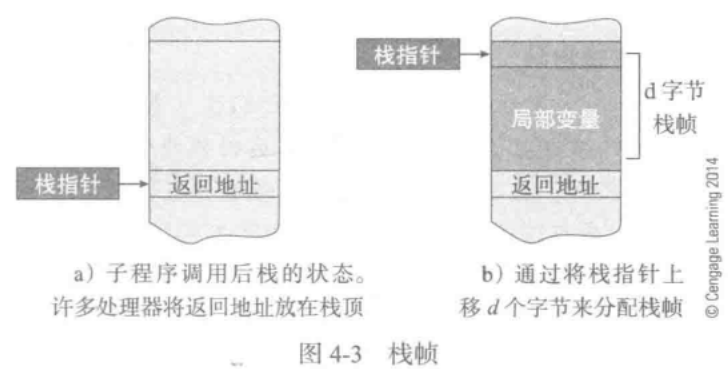 栈指针
返回地址
a）子程序调用后栈的状态。
许多处理器将返回地址放在栈顶
栈指针
局部变量
d 字节
栈帧
返回地址
b）通过将栈指针上
移 d 个字节来分配栈帧
© Cengage Learning 2014
图 4-3 栈帧